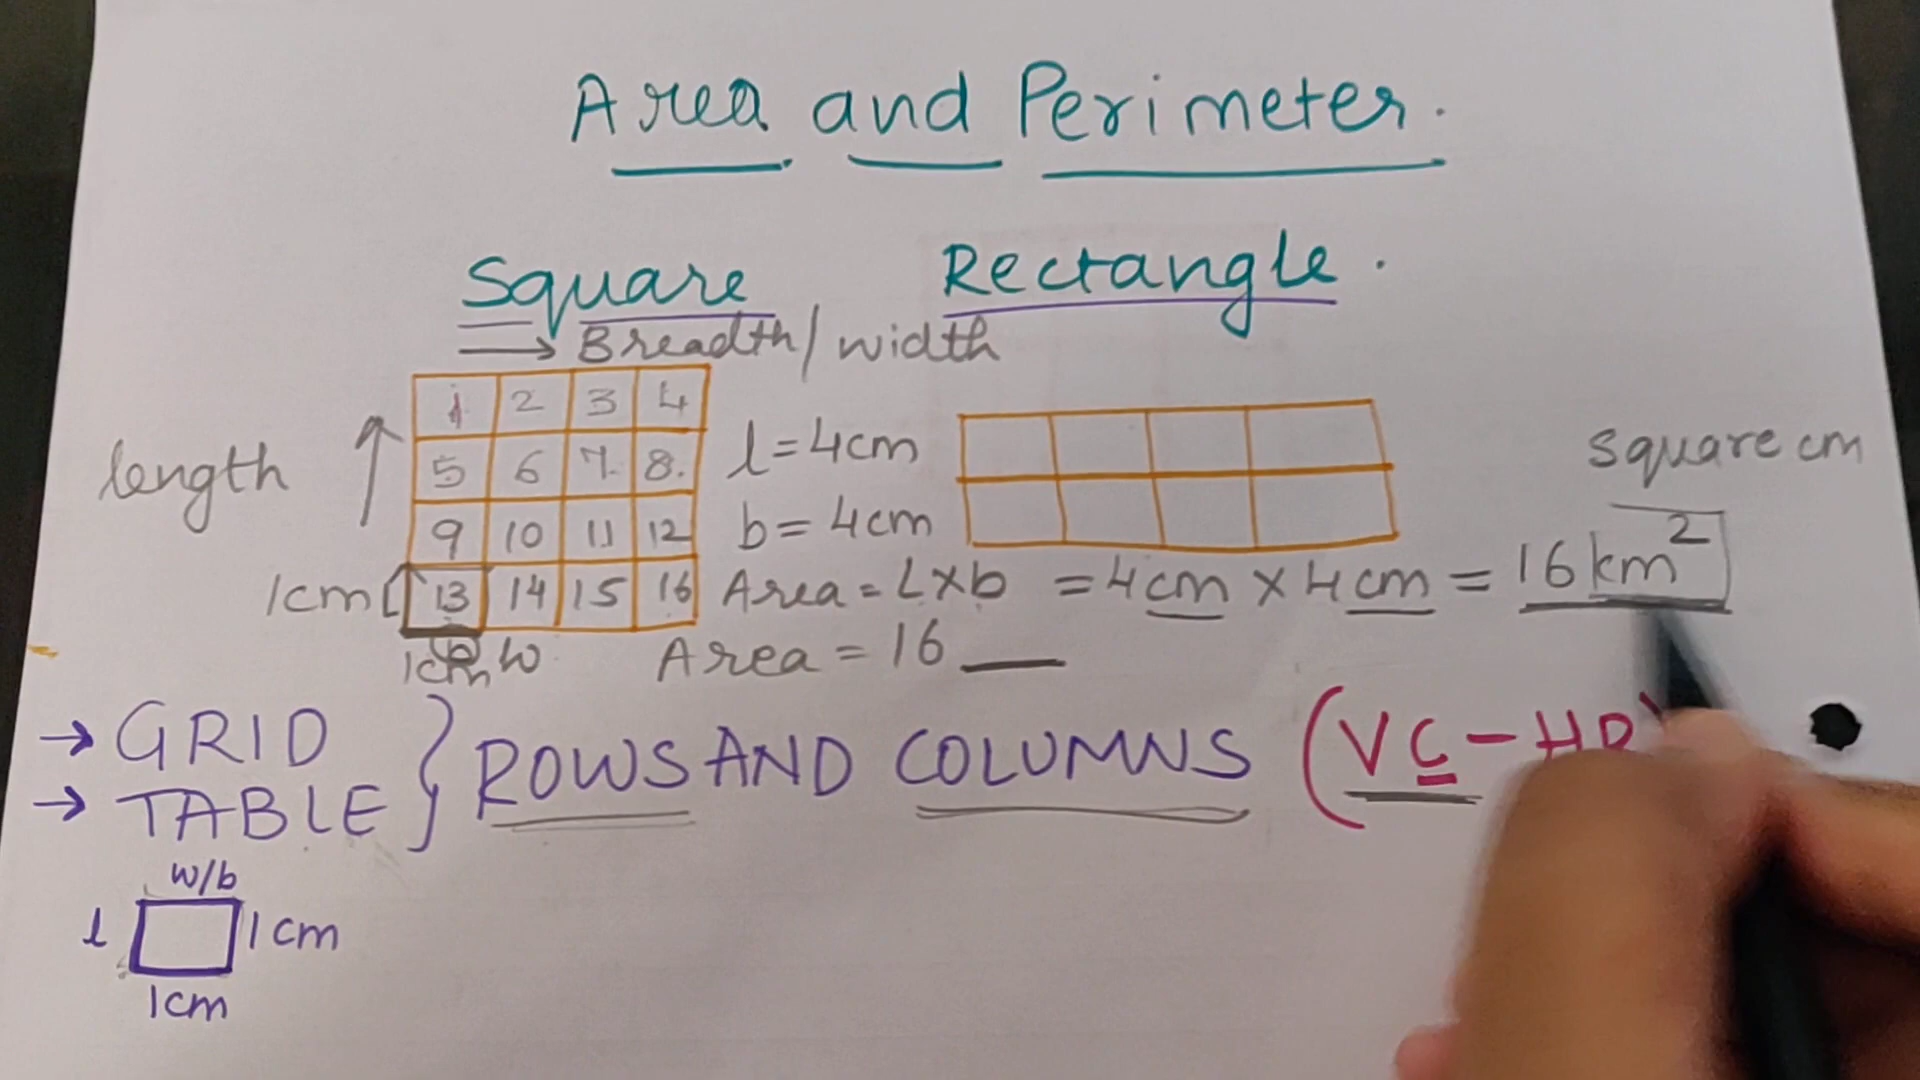 Area and Perimeter.
Square Rectangle.
Breadth/width
length
1 2 3 4
5 6 7. 8.
9 10 11 12
13 14 15 16
l=4cm
b=4cm
square cm
1cm
Area = L×b = 4cm × 4cm = 16km²
1cm
w
Area = 16
→ GRID
→ TABLE
ROWS AND COLUMNS (VC-HR)
w/b
l
1cm
1cm